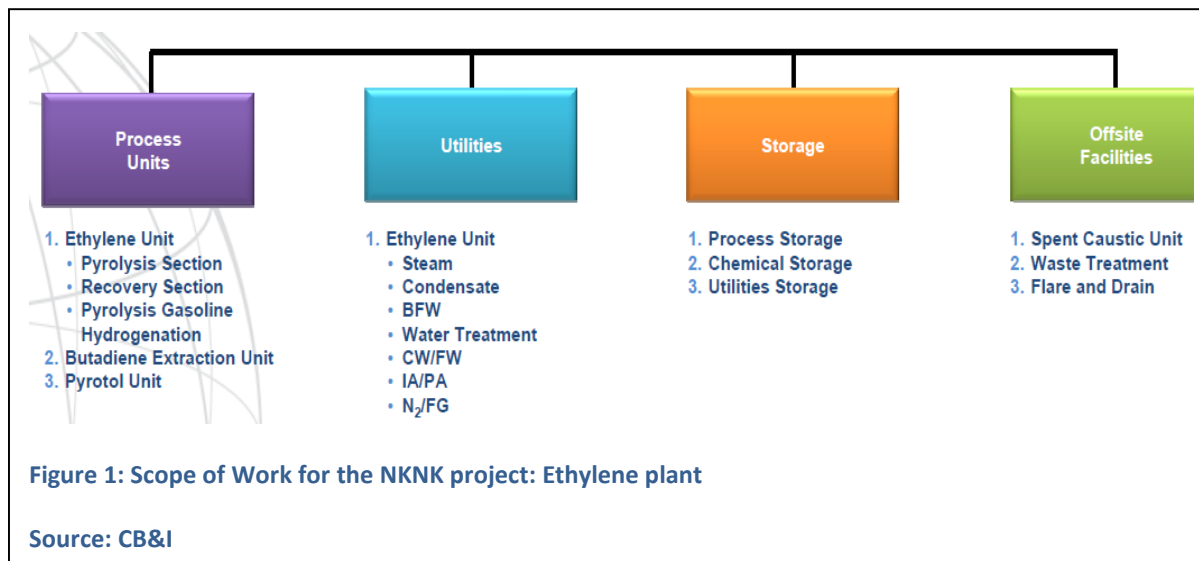 Process
Units
Utilities
Storage
Offsite
Facilities
1. Ethylene Unit
• Pyrolysis Section
• Recovery Section
• Pyrolysis Gasoline
Hydrogenation
2. Butadiene Extraction Unit
3. Pyrotol Unit
1. Ethylene Unit
• Steam
• Condensate
• BFW
• Water Treatment
• CW/FW
• IA/PA
• N₂/FG
1. Process Storage
2. Chemical Storage
3. Utilities Storage
1. Spent Caustic Unit
2. Waste Treatment
3. Flare and Drain
Figure 1: Scope of Work for the NKNK project: Ethylene plant
Source: CB&I